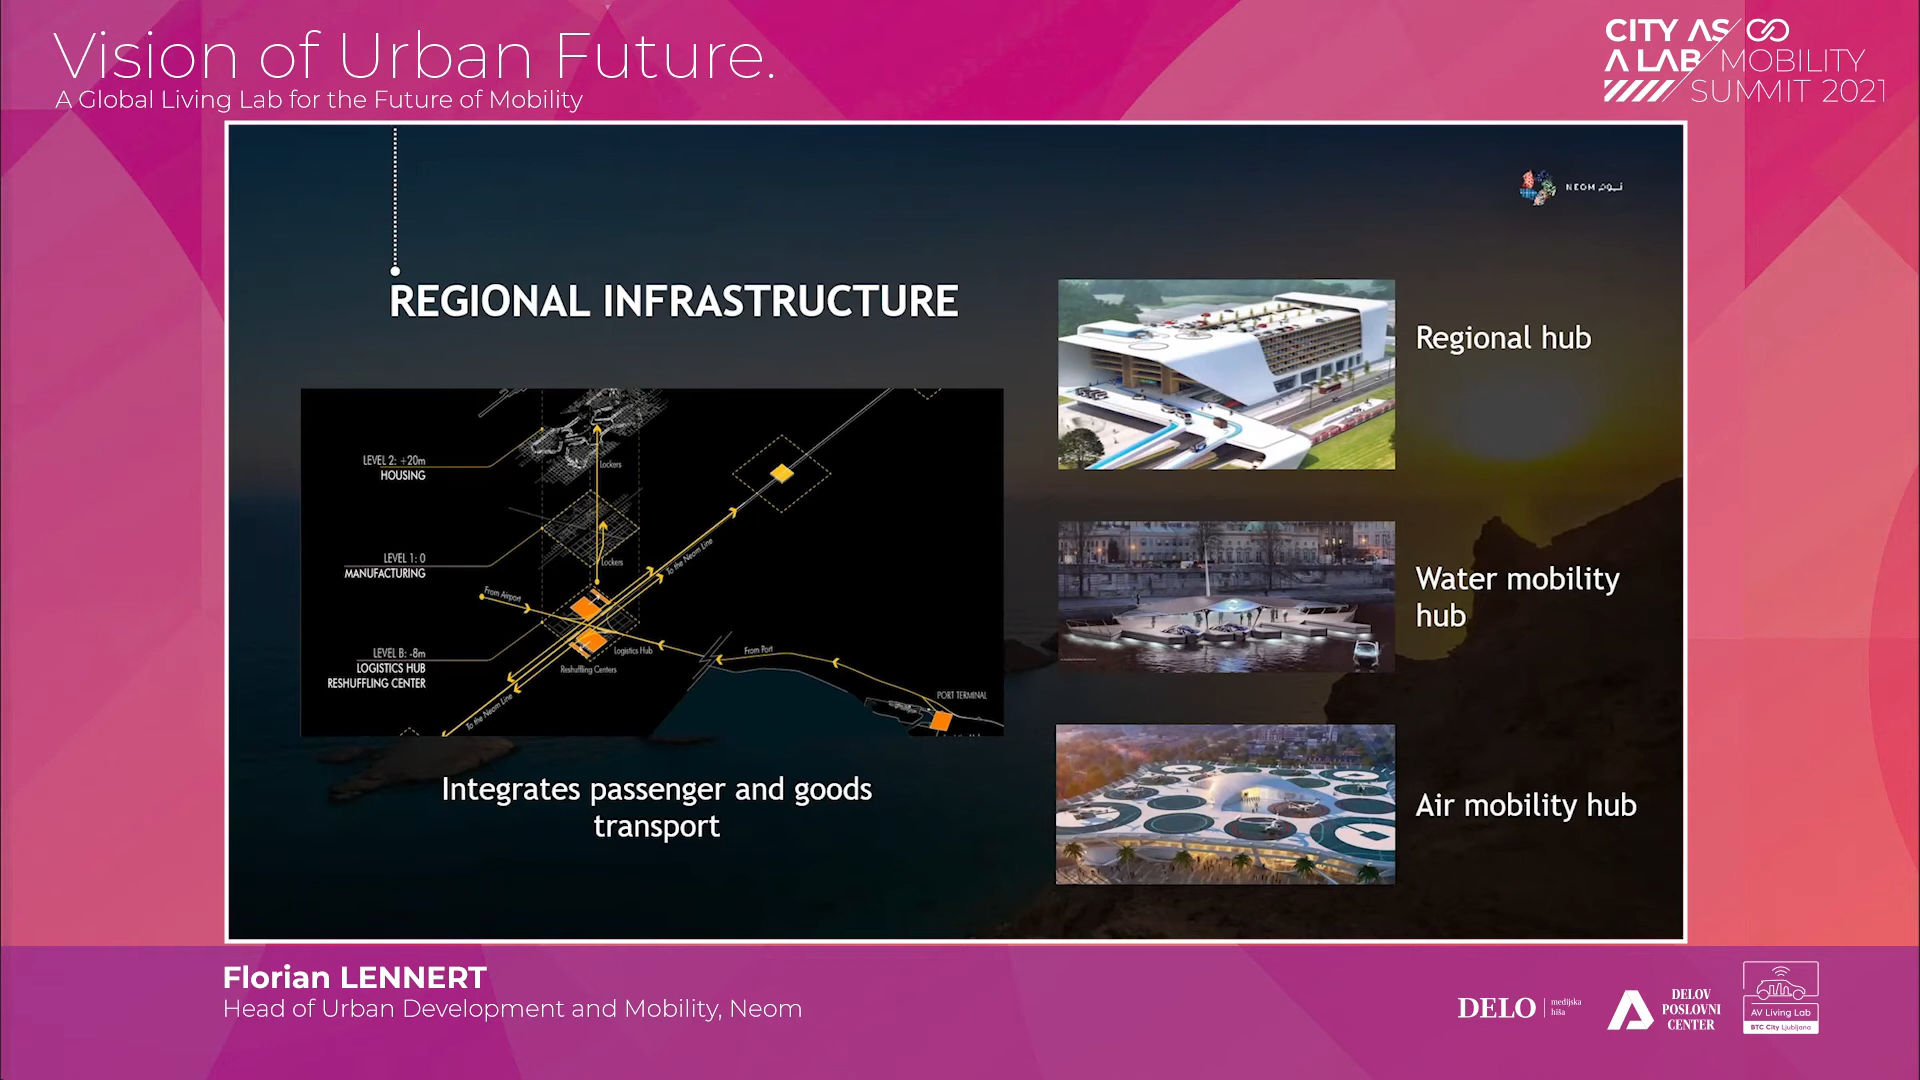 Vision of Urban Future.
A Global Living Lab for the Future of Mobility
CITY AS
A LAB MOBILITY
SUMMIT 2021
NEOM نيوم
REGIONAL INFRASTRUCTURE
LEVEL 2: +20m
HOUSING
Lockers
LEVEL 1: 0
MANUFACTURING
Lockers
To the Neom Line
From Airport
LEVEL B: -8m
LOGISTICS HUB
RESHUFFLING CENTER
Logistics Hub
Reshuffling Centers
From Port
To the Neom Line
PORT TERMINAL
Integrates passenger and goods
transport
Regional hub
Water mobility
hub
Air mobility hub
Florian LENNERT
Head of Urban Development and Mobility, Neom
DELO medijska
hiša
DELOV
POSLOVNI
CENTER
AV Living Lab
BTC City Ljubljana